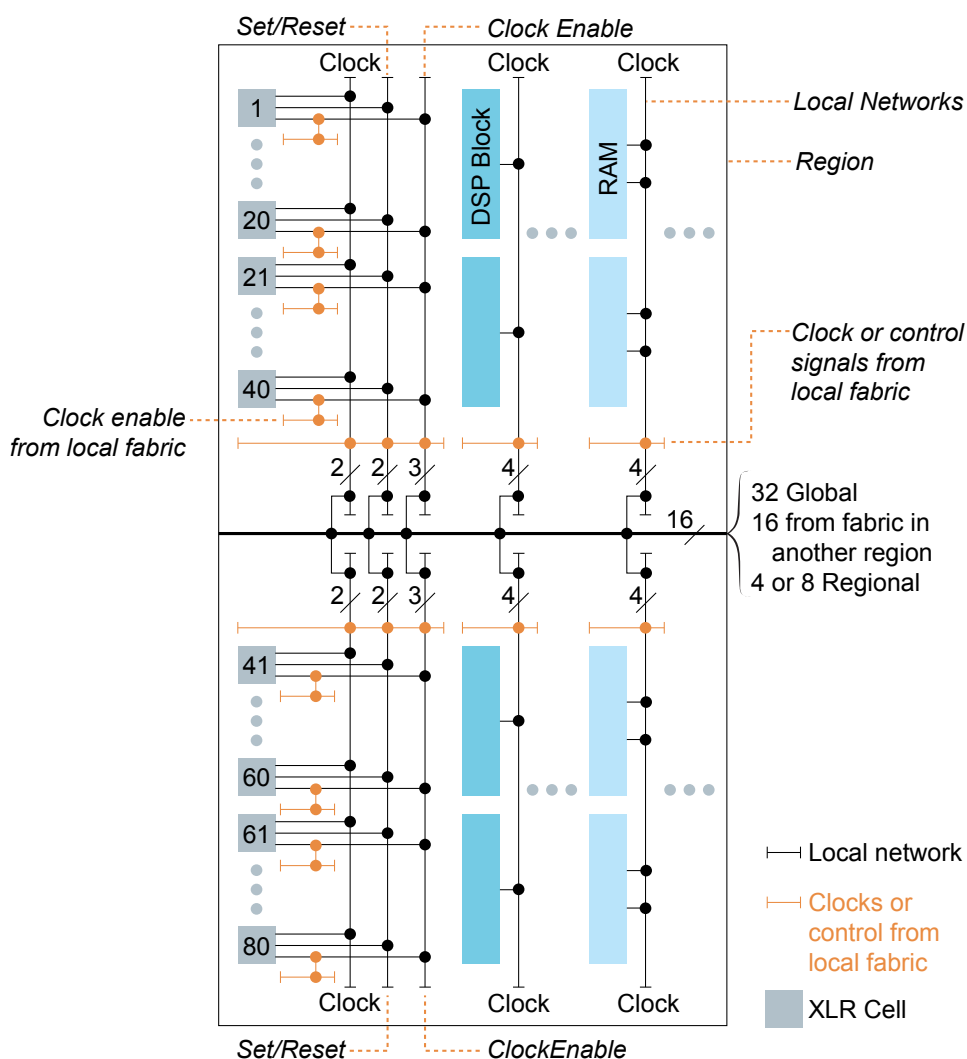 Set/Reset
Clock Enable
Clock
Clock
Clock
1
DSP Block
RAM
Local Networks
Region
20
21
40
Clock or control
signals from
local fabric
Clock enable
from local fabric
2
2
3
4
4
16
32 Global
16 from fabric in
another region
4 or 8 Regional
2
2
3
4
4
41
60
61
80
Local network
Clocks or
control from
local fabric
XLR Cell
Clock
Clock
Clock
Set/Reset
ClockEnable